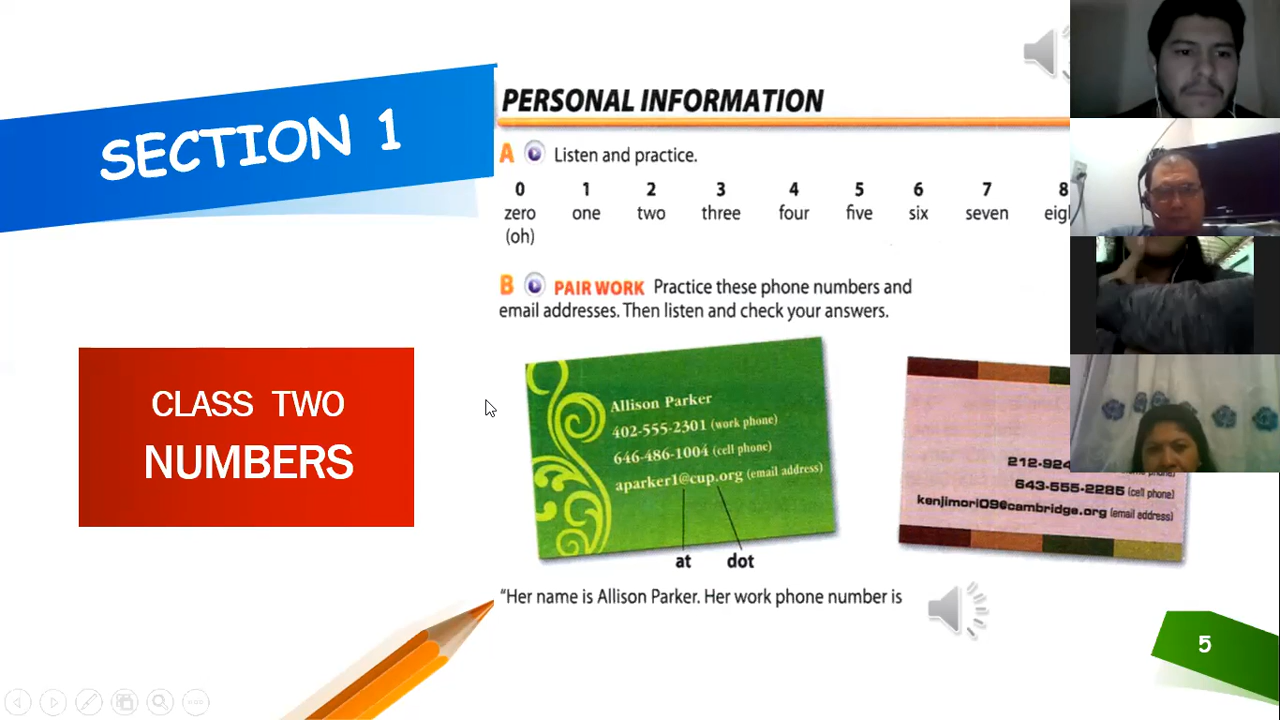 SECTION 1
CLASS TWO
NUMBERS
PERSONAL INFORMATION
A Listen and practice.
0 1 2 3 4 5 6 7 8
zero one two three four five six seven
(oh)
B PAIR WORK Practice these phone numbers and
email addresses. Then listen and check your answers.
Allison Parker
402-555-2301 (work phone)
646-486-1004 (cell phone)
aparker1@cup.org (email address)
at dot
212-924
643-555-2285 (cell phone)
kenjimori09@cambridge.org (email address)
"Her name is Allison Parker. Her work phone number is
5